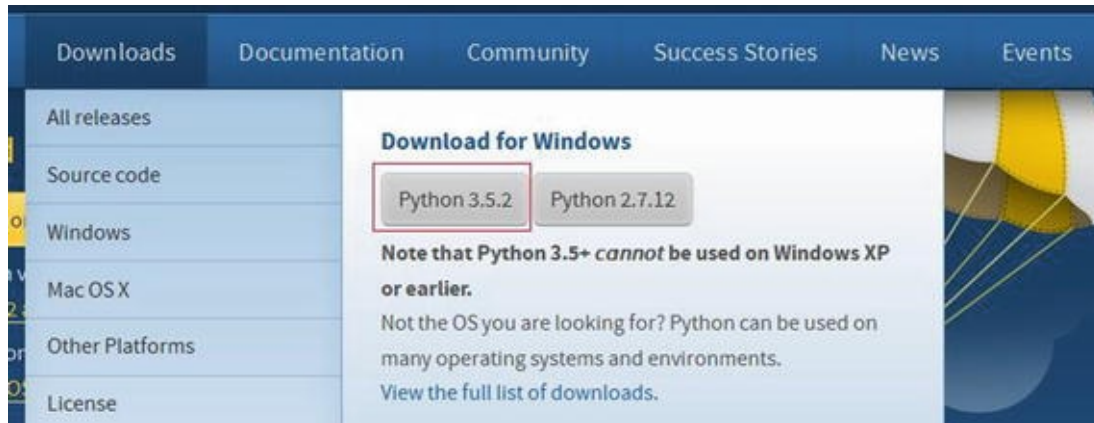 Downloads Documentation Community Success Stories News Events
All releases
Source code
Windows
Mac OS X
Other Platforms
License
Download for Windows
Python 3.5.2 Python 2.7.12
Note that Python 3.5+ cannot be used on Windows XP
or earlier.
Not the OS you are looking for? Python can be used on
many operating systems and environments.
View the full list of downloads.